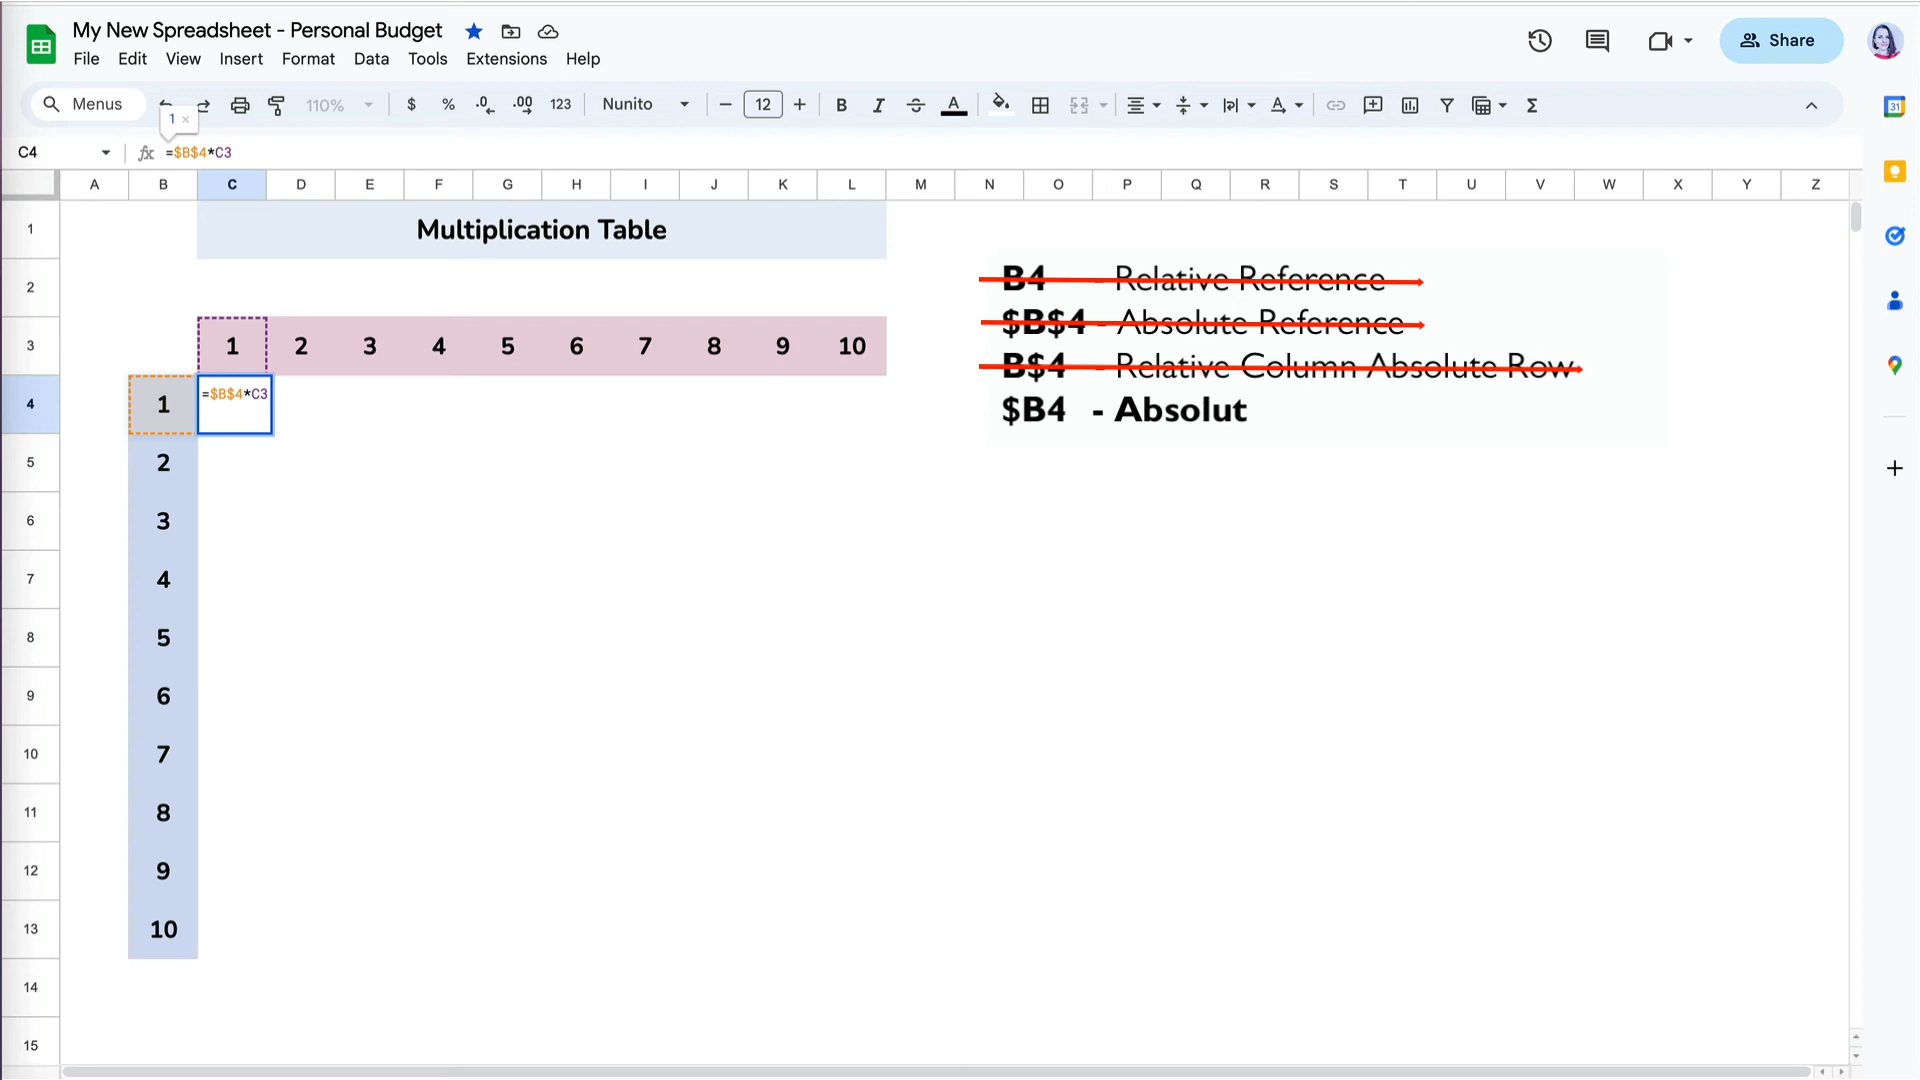 My New Spreadsheet - Personal Budget
File Edit View Insert Format Data Tools Extensions Help
Share
Menus 110% $ % .0 .00 123 Nunito 12 B I S A Σ
1 ×
C4 fx =$B$4*C3
A B C D E F G H I J K L M N O P Q R S T U V W X Y Z
1 Multiplication Table
2
B4 - Relative Reference
$B$4 - Absolute Reference
3 1 2 3 4 5 6 7 8 9 10
B$4 - Relative Column Absolute Row
4 1 =$B$4*C3
$B4 - Absolut
5 2
6 3
7 4
8 5
9 6
10 7
11 8
12 9
13 10
14
15
31